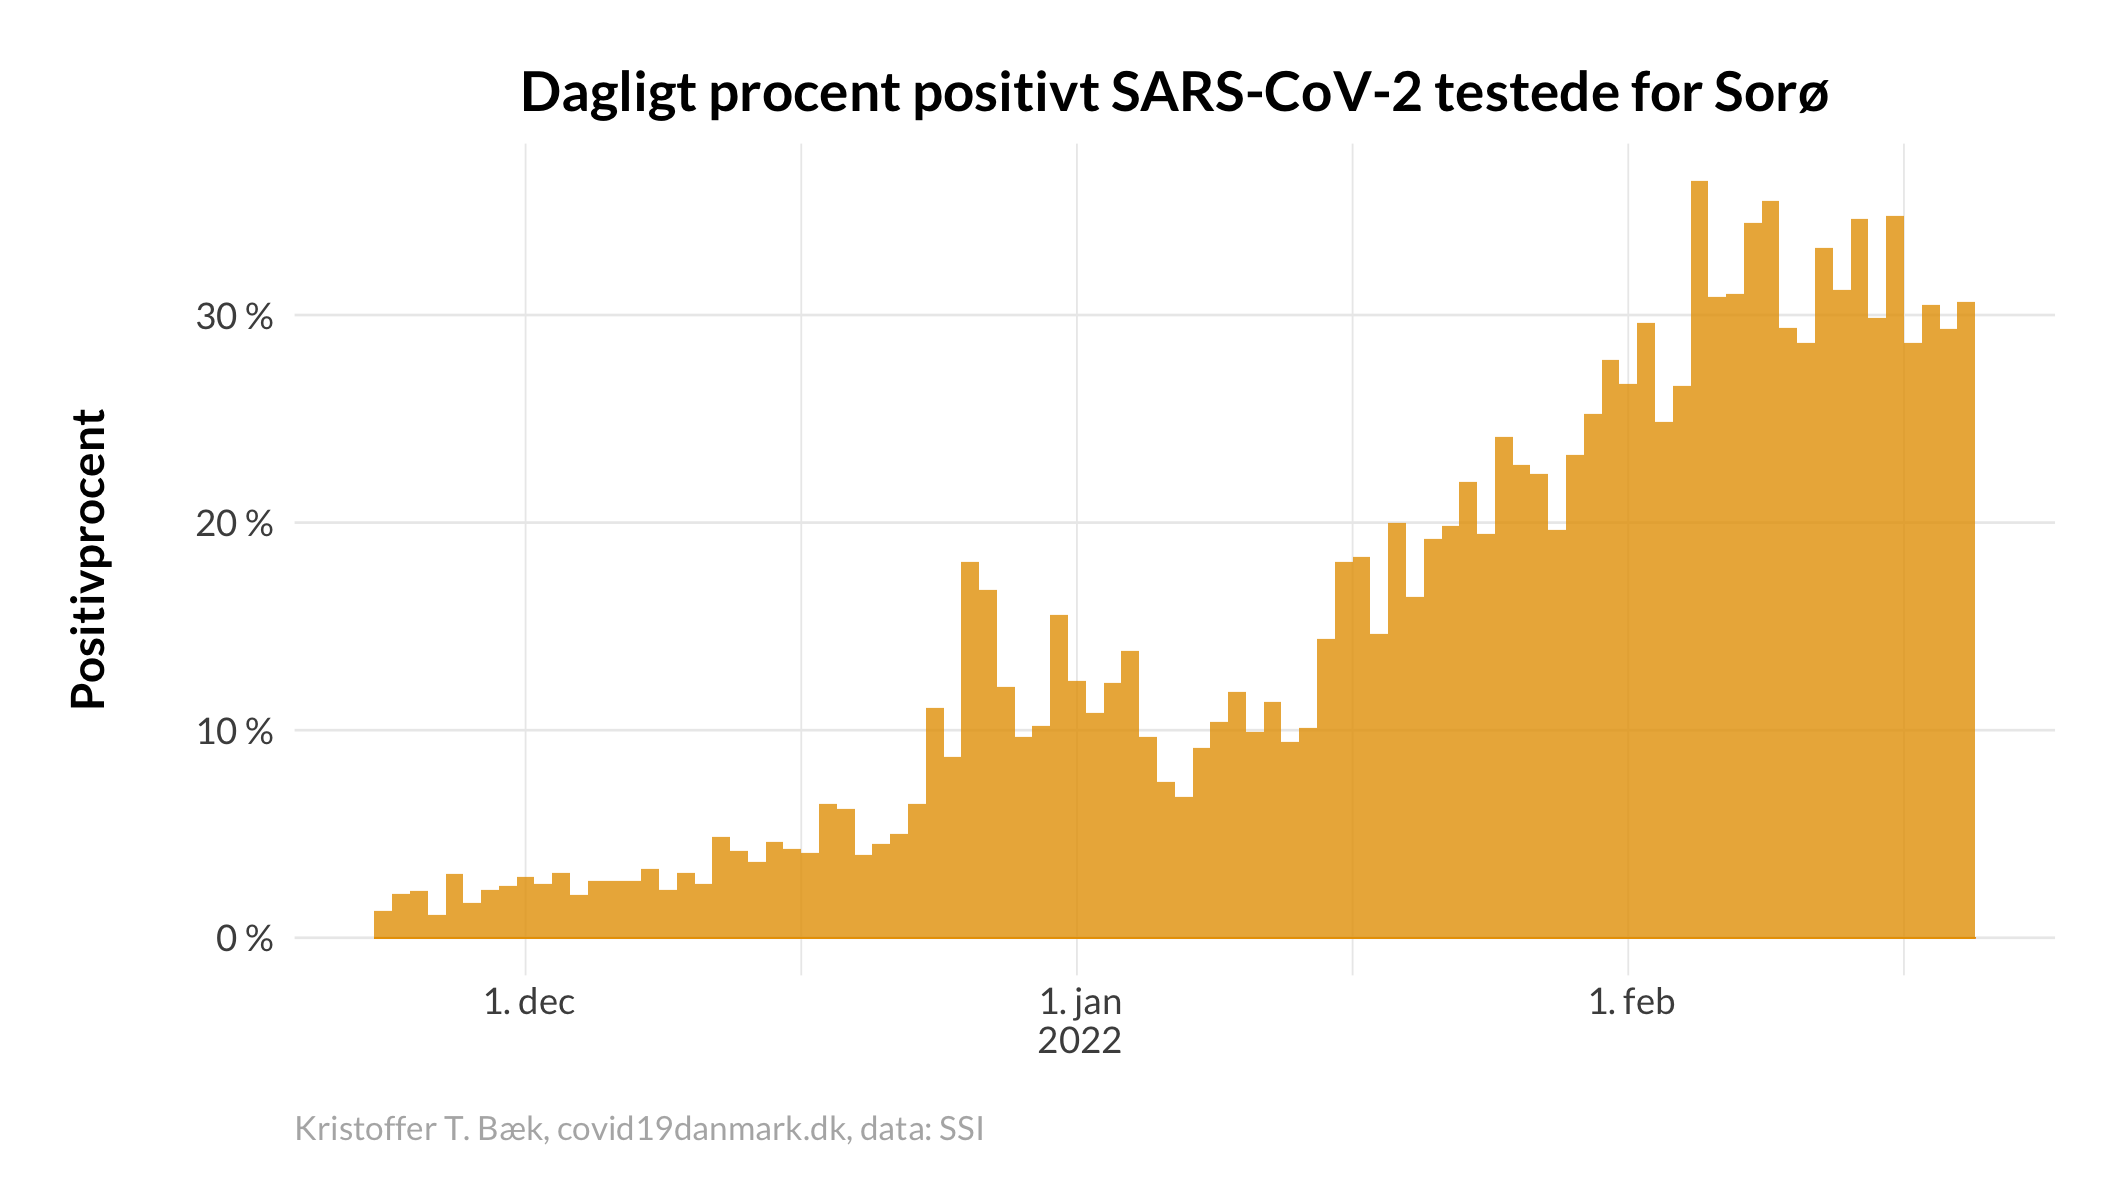 Dagligt procent positivt SARS-CoV-2 testede for Sorø
Positivprocent
30 %
20 %
10 %
0 %
1. dec
1. jan
2022
1. feb
Kristoffer T. Bæk, covid19danmark.dk, data: SSI